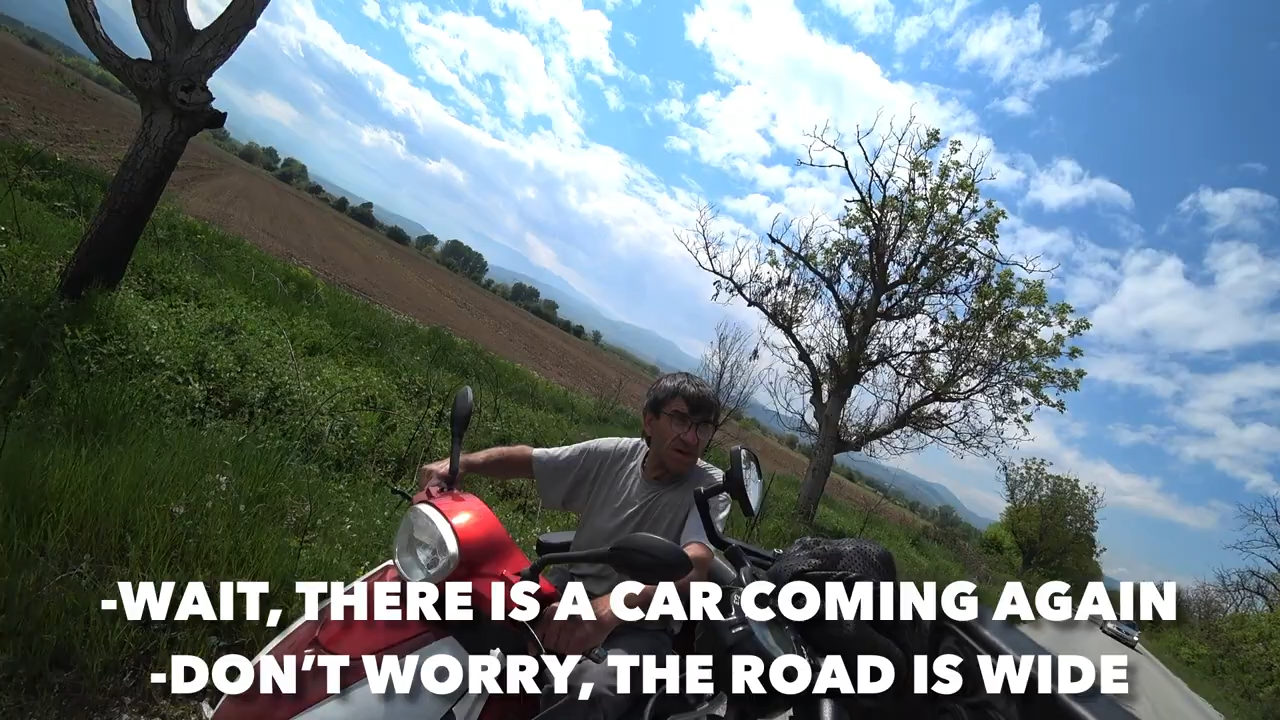 -WAIT, THERE IS A CAR COMING AGAIN
-DON’T WORRY, THE ROAD IS WIDE